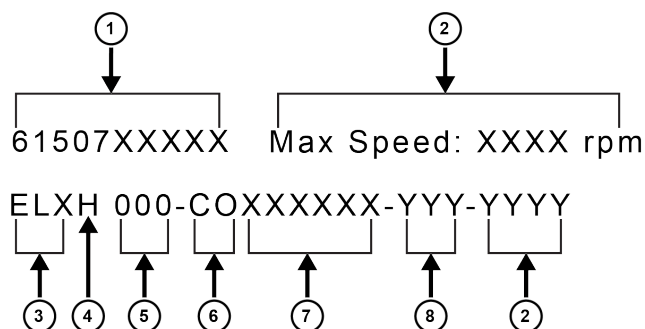 1 2
61507XXXXX Max Speed: XXXX rpm
ELXH 000-COXXXXXX-YYY-YYYY
3 4 5 6 7 8 2